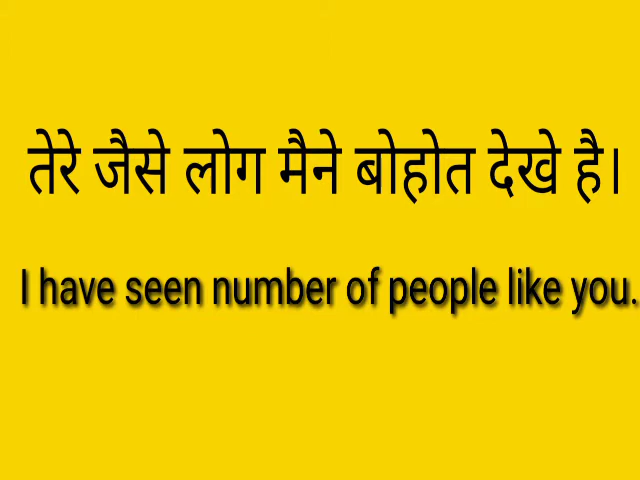 तेरे जैसे लोग मैने बोहोत देखे है।
I have seen number of people like you.